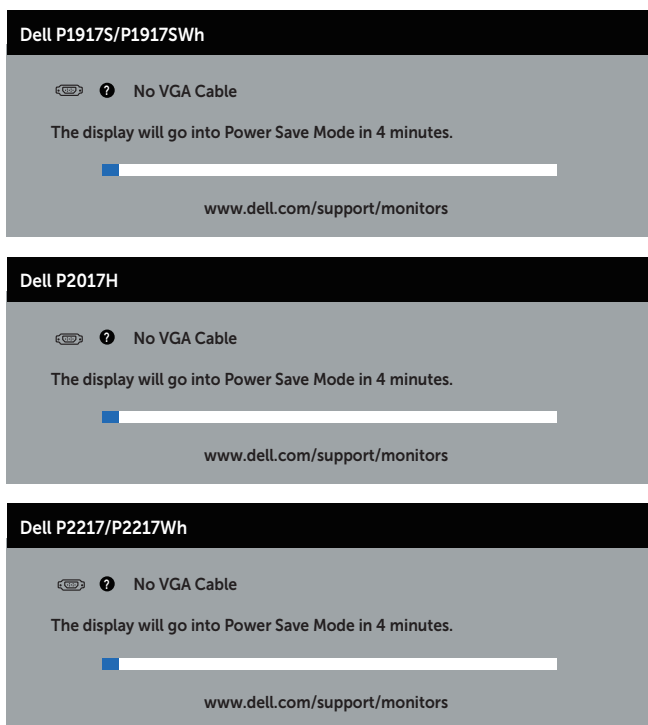 Dell P1917S/P1917SWh
? No VGA Cable
The display will go into Power Save Mode in 4 minutes.
www.dell.com/support/monitors
Dell P2017H
? No VGA Cable
The display will go into Power Save Mode in 4 minutes.
www.dell.com/support/monitors
Dell P2217/P2217Wh
? No VGA Cable
The display will go into Power Save Mode in 4 minutes.
www.dell.com/support/monitors